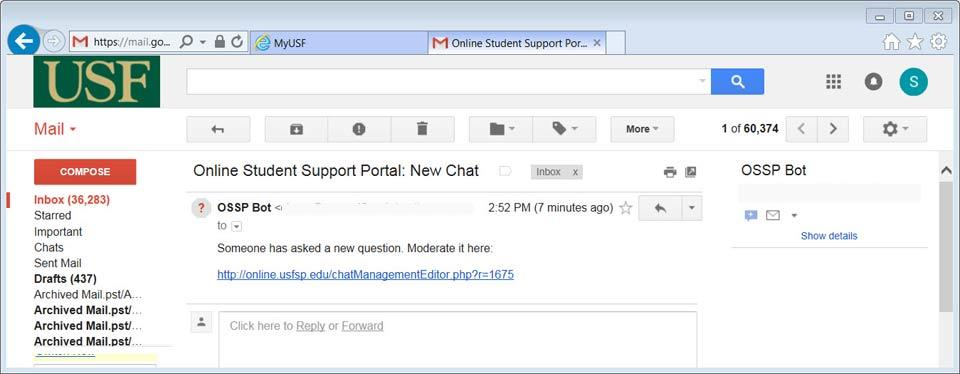 https://mail.go...
MyUSF
Online Student Support Por...
USF
S
Mail
More
1 of 60,374
COMPOSE
Inbox (36,283)
Starred
Important
Chats
Sent Mail
Drafts (437)
Archived Mail.pst/A...
Archived Mail.pst/...
Archived Mail.pst/...
Archived Mail.pst/...
Online Student Support Portal: New Chat
Inbox x
? OSSP Bot < 2:52 PM (7 minutes ago)
to
Someone has asked a new question. Moderate it here:
http://online.usfsp.edu/chatManagementEditor.php?r=1675
Click here to Reply or Forward
OSSP Bot
Show details